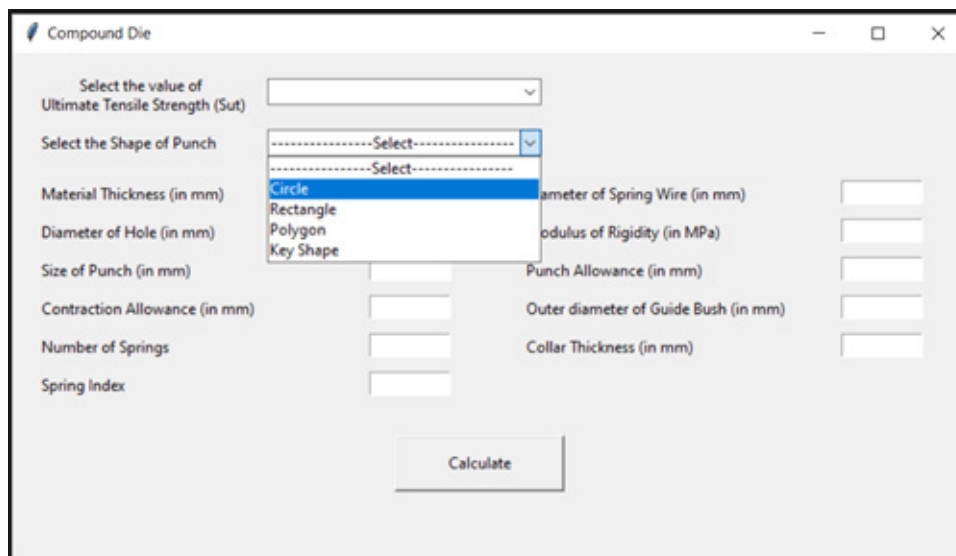 Compound Die
Select the value of
Ultimate Tensile Strength (Sut)
Select the Shape of Punch
-----------------Select-----------------
-----------------Select-----------------
Circle
Rectangle
Polygon
Key Shape
Material Thickness (in mm)
ameter of Spring Wire (in mm)
Diameter of Hole (in mm)
odulus of Rigidity (in MPa)
Size of Punch (in mm)
Punch Allowance (in mm)
Contraction Allowance (in mm)
Outer diameter of Guide Bush (in mm)
Number of Springs
Collar Thickness (in mm)
Spring Index
Calculate